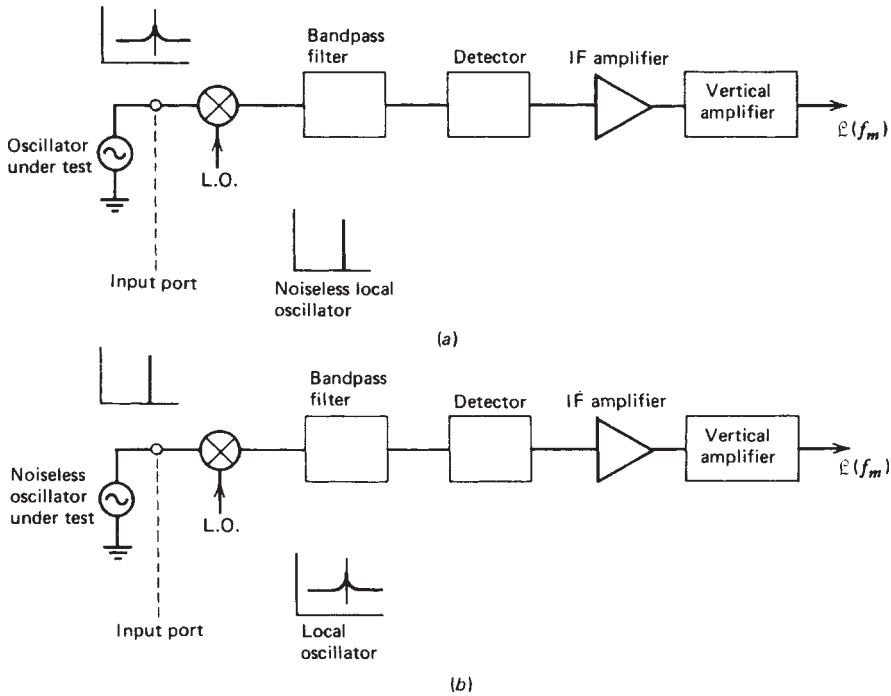 Bandpass
filter
Detector
IF amplifier
Vertical
amplifier
ℒ(fₘ)
Oscillator
under test
L.O.
Input port
Noiseless local
oscillator
(a)
Bandpass
filter
Detector
IF amplifier
Vertical
amplifier
ℒ(fₘ)
Noiseless
oscillator
under test
L.O.
Input port
Local
oscillator
(b)